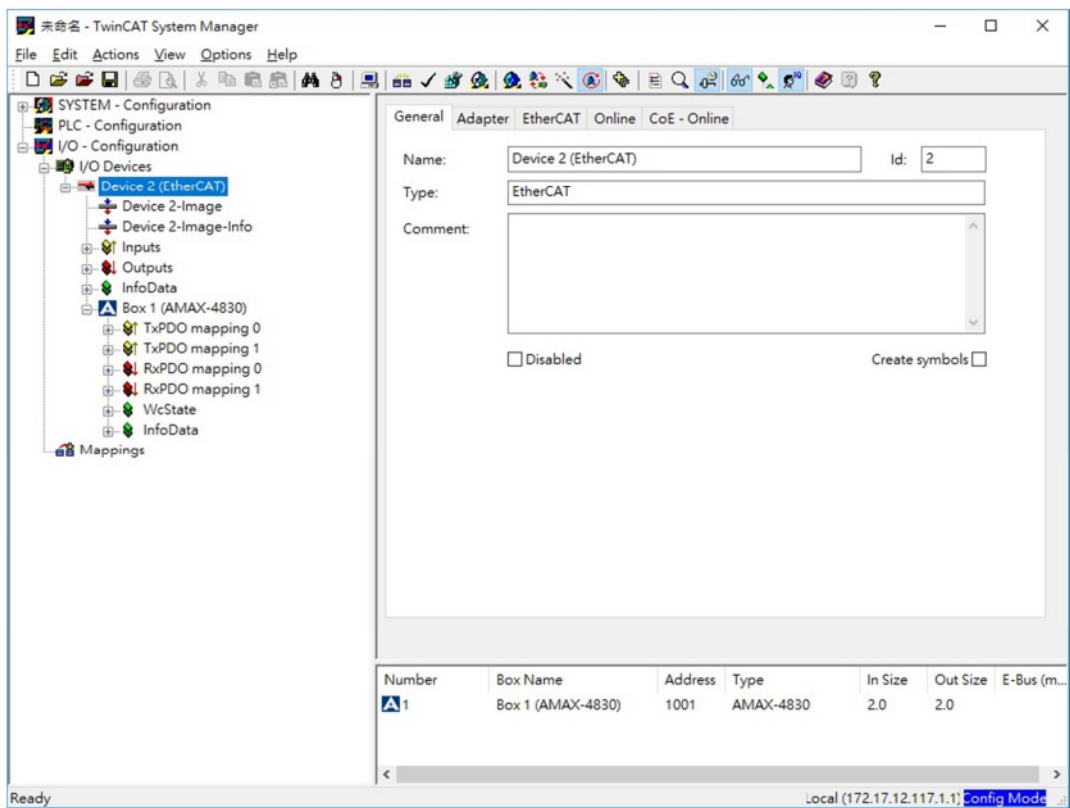 未命名 - TwinCAT System Manager
File Edit Actions View Options Help
SYSTEM - Configuration
PLC - Configuration
I/O - Configuration
I/O Devices
Device 2 (EtherCAT)
Device 2-Image
Device 2-Image-Info
Inputs
Outputs
InfoData
Box 1 (AMAX-4830)
TxPDO mapping 0
TxPDO mapping 1
RxPDO mapping 0
RxPDO mapping 1
WcState
InfoData
Mappings
General Adapter EtherCAT Online CoE - Online
Name: Device 2 (EtherCAT) Id: 2
Type: EtherCAT
Comment:
Disabled Create symbols
Number Box Name Address Type In Size Out Size E-Bus (m...
1 Box 1 (AMAX-4830) 1001 AMAX-4830 2.0 2.0
Ready Local (172.17.12.117.1.1) Config Mode